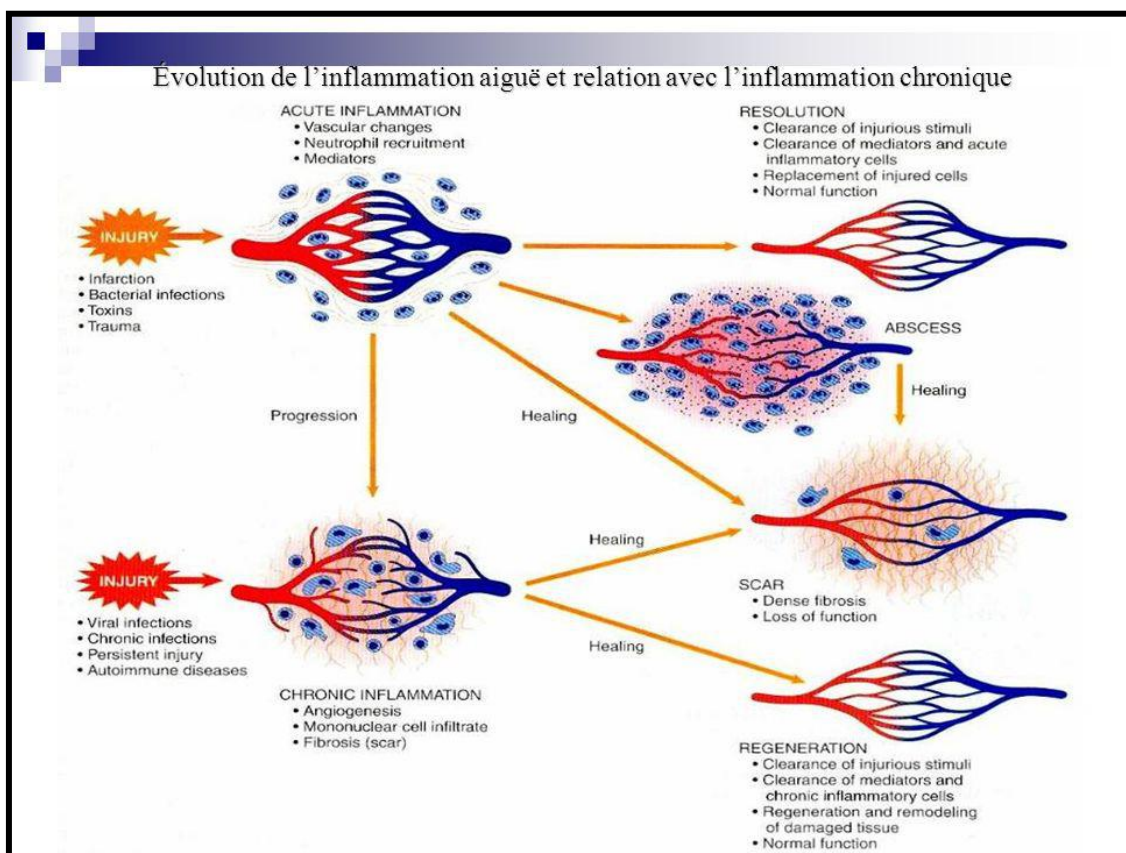 Évolution de l’inflammation aiguë et relation avec l’inflammation chronique
ACUTE INFLAMMATION
• Vascular changes
• Neutrophil recruitment
• Mediators
RESOLUTION
• Clearance of injurious stimuli
• Clearance of mediators and acute
inflammatory cells
• Replacement of injured cells
• Normal function
INJURY
• Infarction
• Bacterial infections
• Toxins
• Trauma
ABSCESS
Progression
Healing
Healing
Healing
INJURY
• Viral infections
• Chronic infections
• Persistent injury
• Autoimmune diseases
SCAR
• Dense fibrosis
• Loss of function
Healing
CHRONIC INFLAMMATION
• Angiogenesis
• Mononuclear cell infiltrate
• Fibrosis (scar)
REGENERATION
• Clearance of injurious stimuli
• Clearance of mediators and
chronic inflammatory cells
• Regeneration and remodeling
of damaged tissue
• Normal function